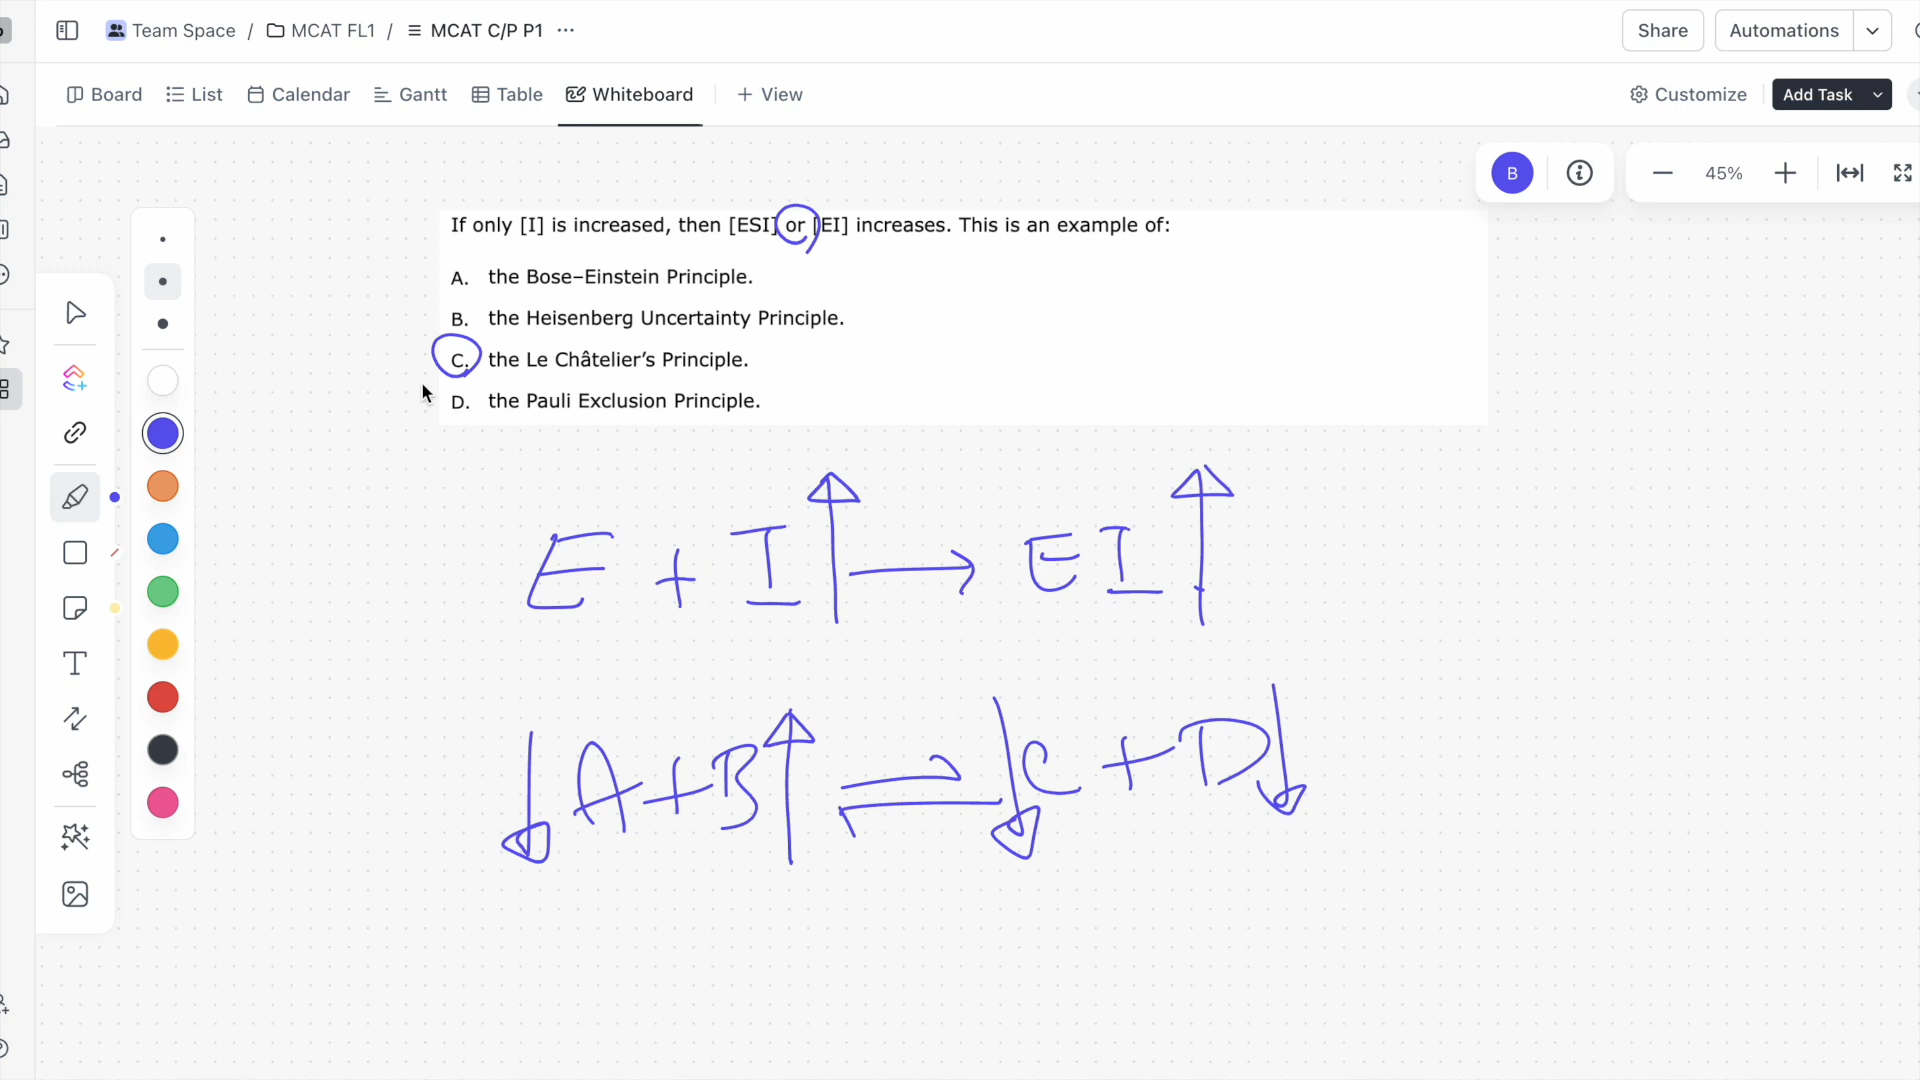 Team Space / MCAT FL1 / MCAT C/P P1 ...
Share
Automations
Board
List
Calendar
Gantt
Table
Whiteboard
+ View
Customize
Add Task
B
45%
If only [I] is increased, then [ESI] or [EI] increases. This is an example of:
A. the Bose–Einstein Principle.
B. the Heisenberg Uncertainty Principle.
C. the Le Châtelier’s Principle.
D. the Pauli Exclusion Principle.
E + I ↑ → EI ↑
↓ A + B ↑ ⇌ ↓ C + D ↓